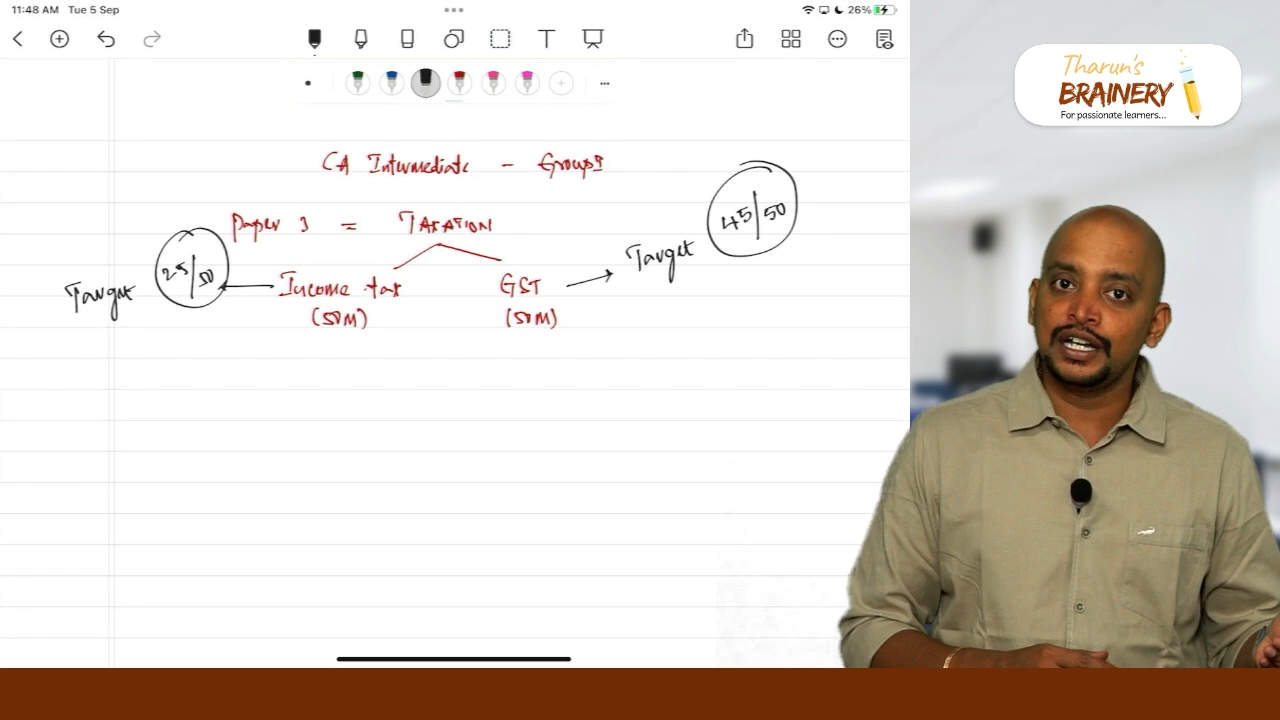 11:48 AM Tue 5 Sep
26%
Tharun's
BRAINERY
For passionate learners...
CA Intermediate - Group I
Paper 3 = TAXATION
45/50
Target
Target
25/50
Income tax
GST
(50M)
(50M)